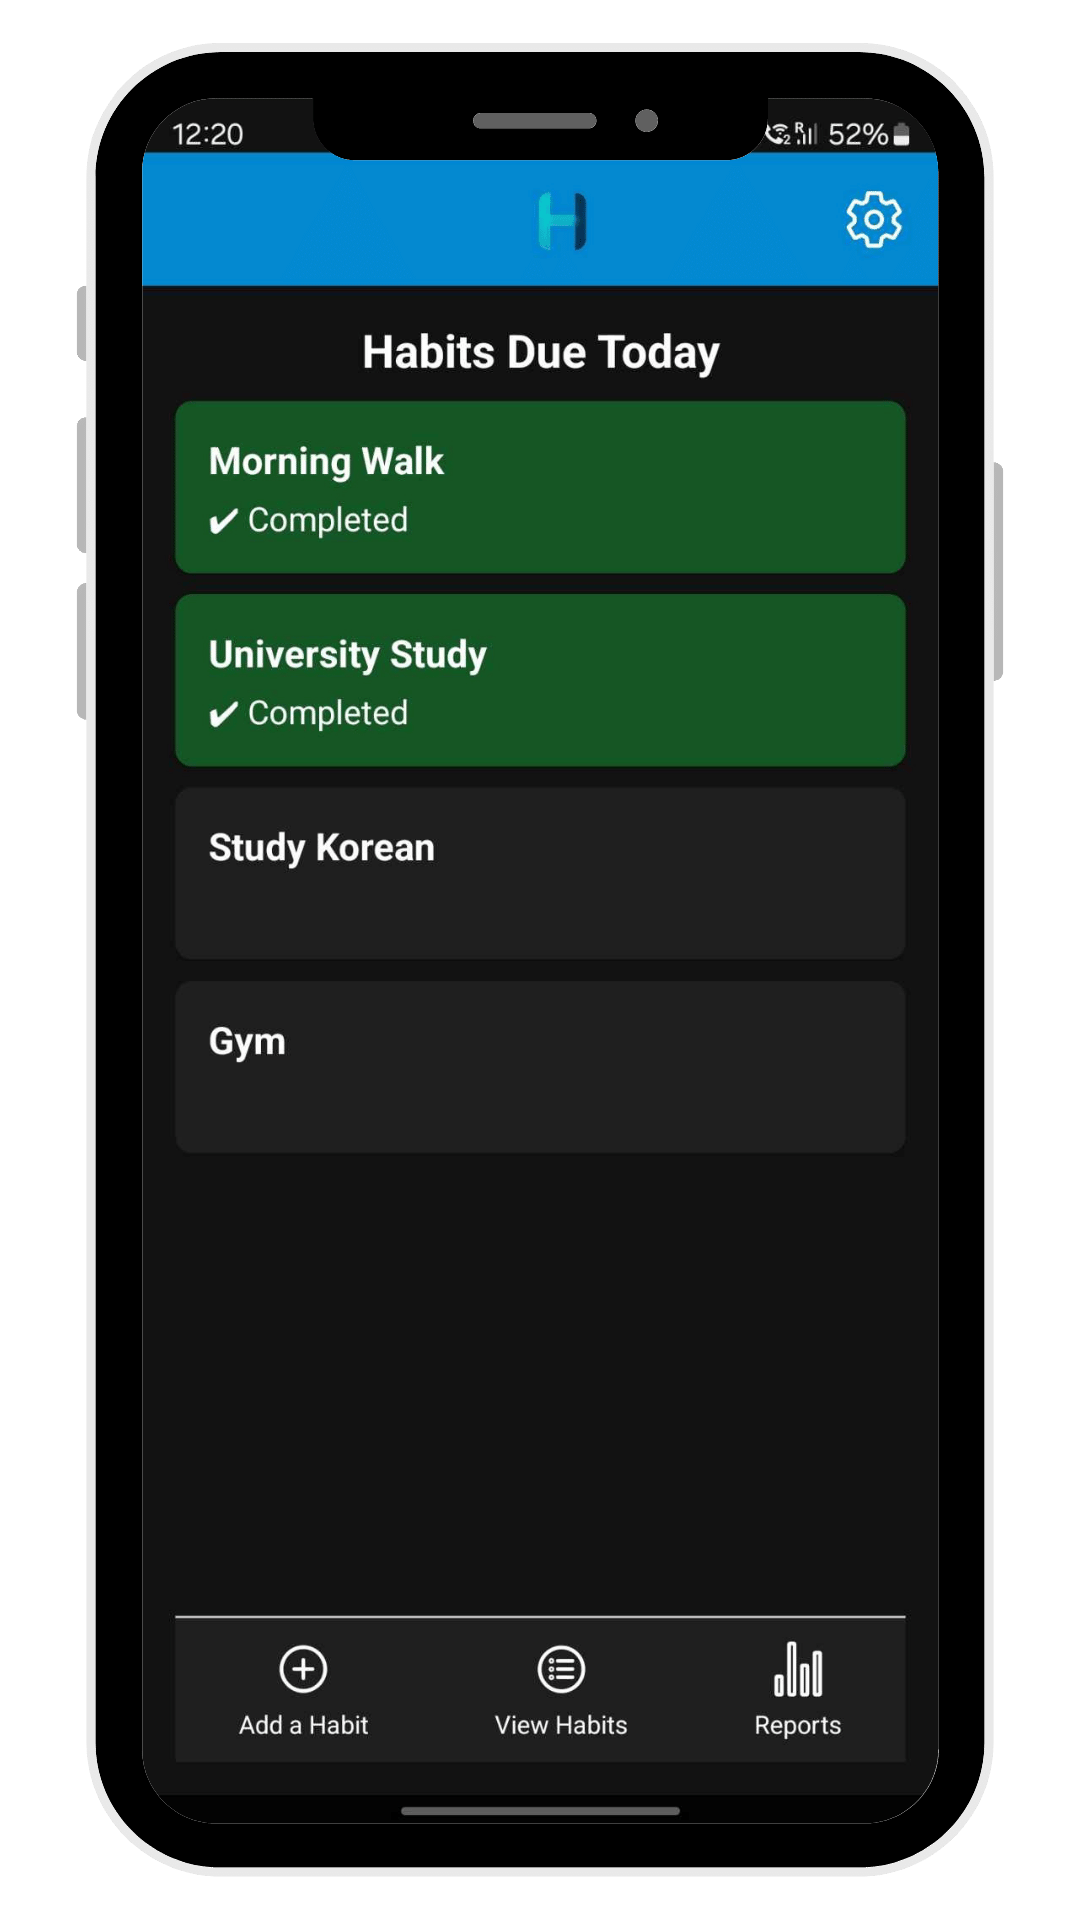 12:20
52%
H
Habits Due Today
Morning Walk
✔ Completed
University Study
✔ Completed
Study Korean
Gym
Add a Habit
View Habits
Reports